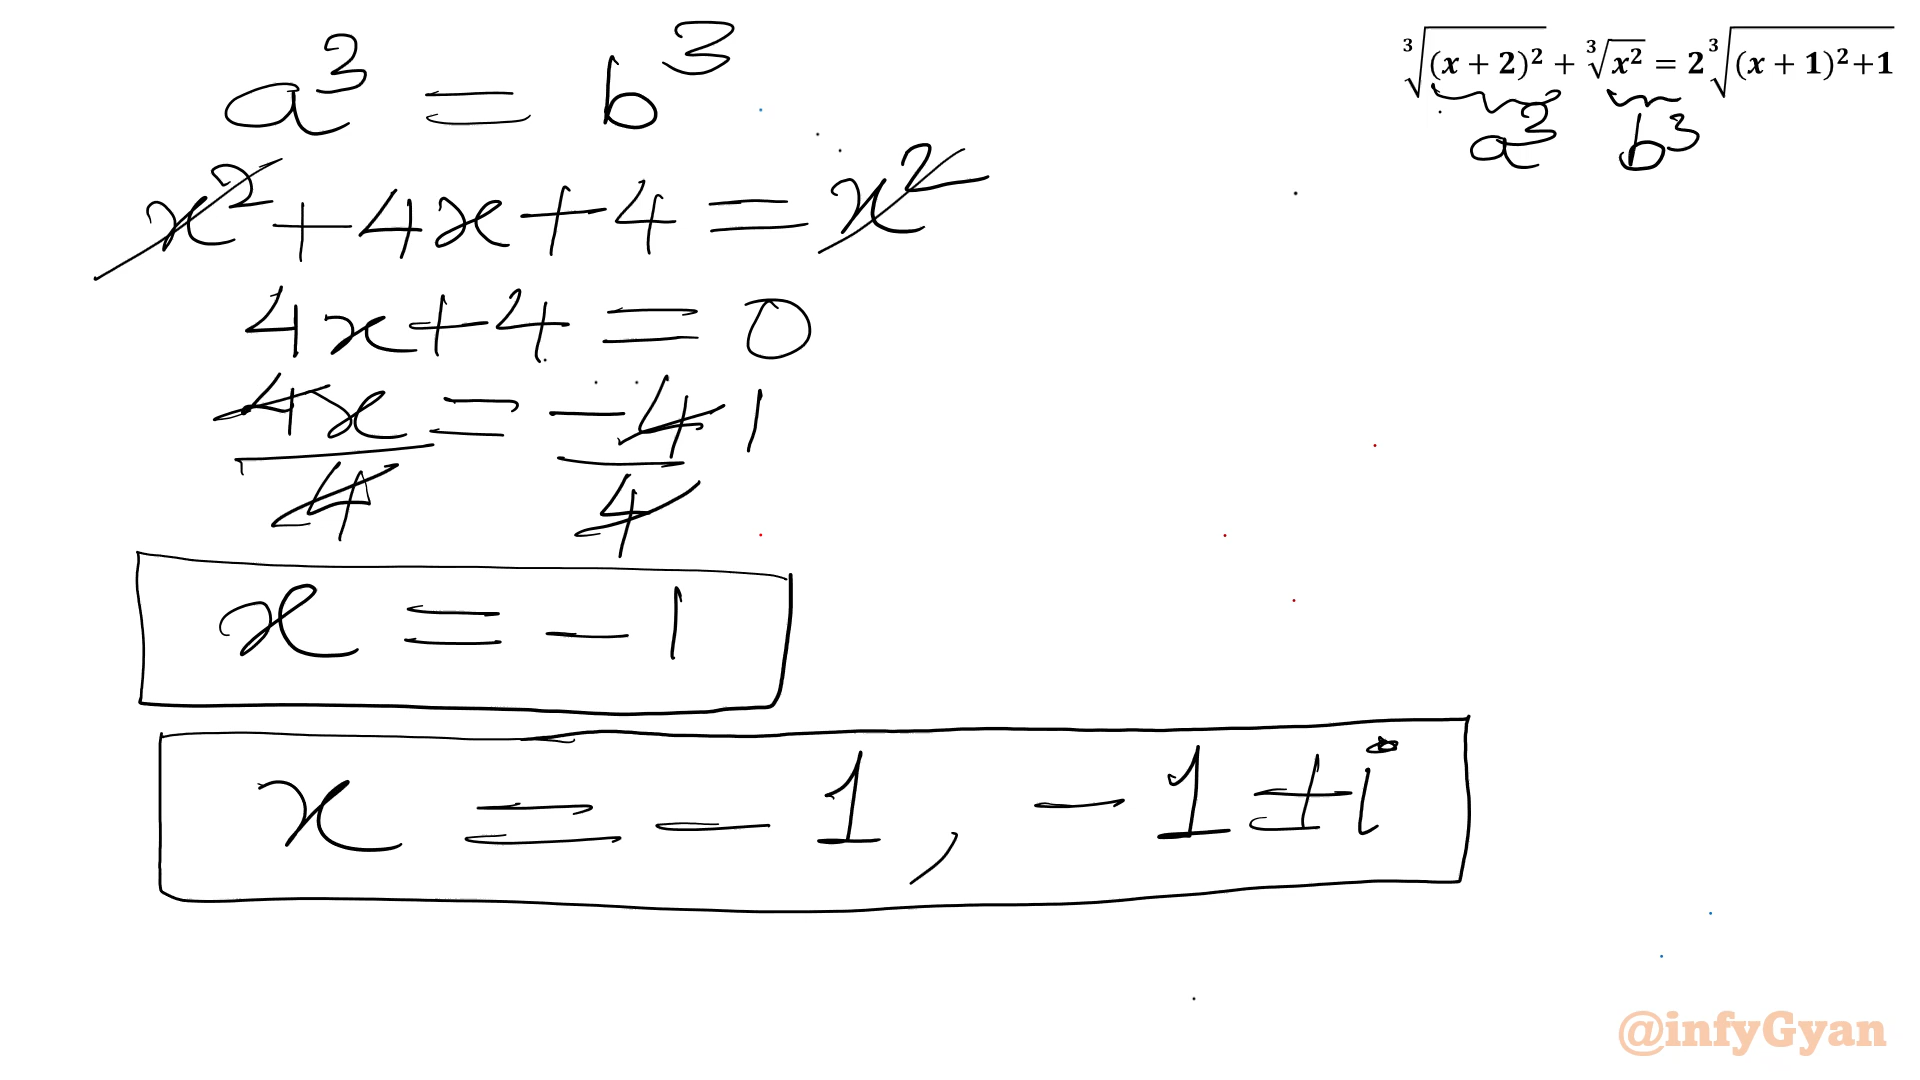 ∛(x + 2)² + ∛x² = 2∛(x + 1)²+1
a³ b³
a³ = b³
x² + 4x + 4 = x²
4x + 4 = 0
4x/4 = -4/4 1
x = -1
x = -1, -1 ± i
@infyGyan